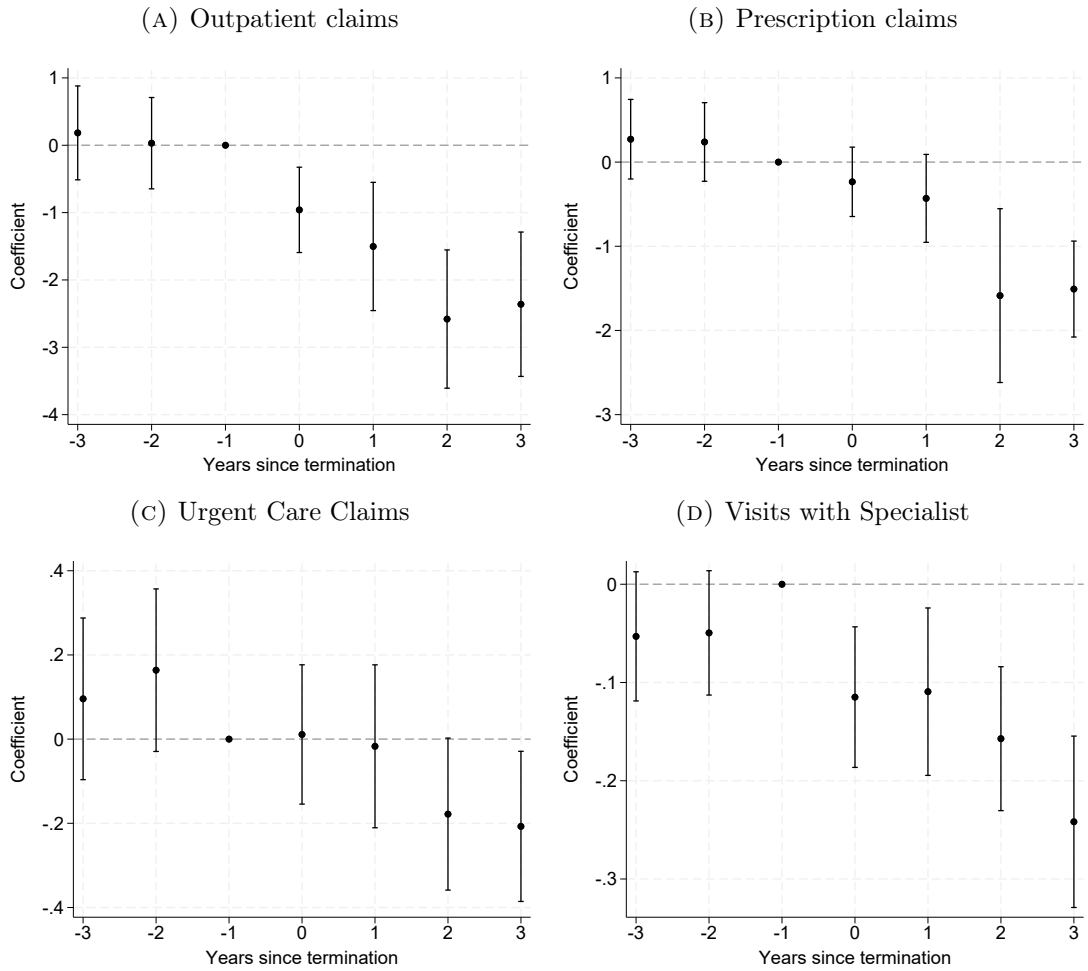 (A) Outpatient claims
1
0
-1
-2
-3
-4
Coefficient
-3 -2 -1 0 1 2 3
Years since termination
(B) Prescription claims
1
0
-1
-2
-3
Coefficient
-3 -2 -1 0 1 2 3
Years since termination
(C) Urgent Care Claims
.4
.2
0
-.2
-.4
Coefficient
-3 -2 -1 0 1 2 3
Years since termination
(D) Visits with Specialist
0
-.1
-.2
-.3
Coefficient
-3 -2 -1 0 1 2 3
Years since termination